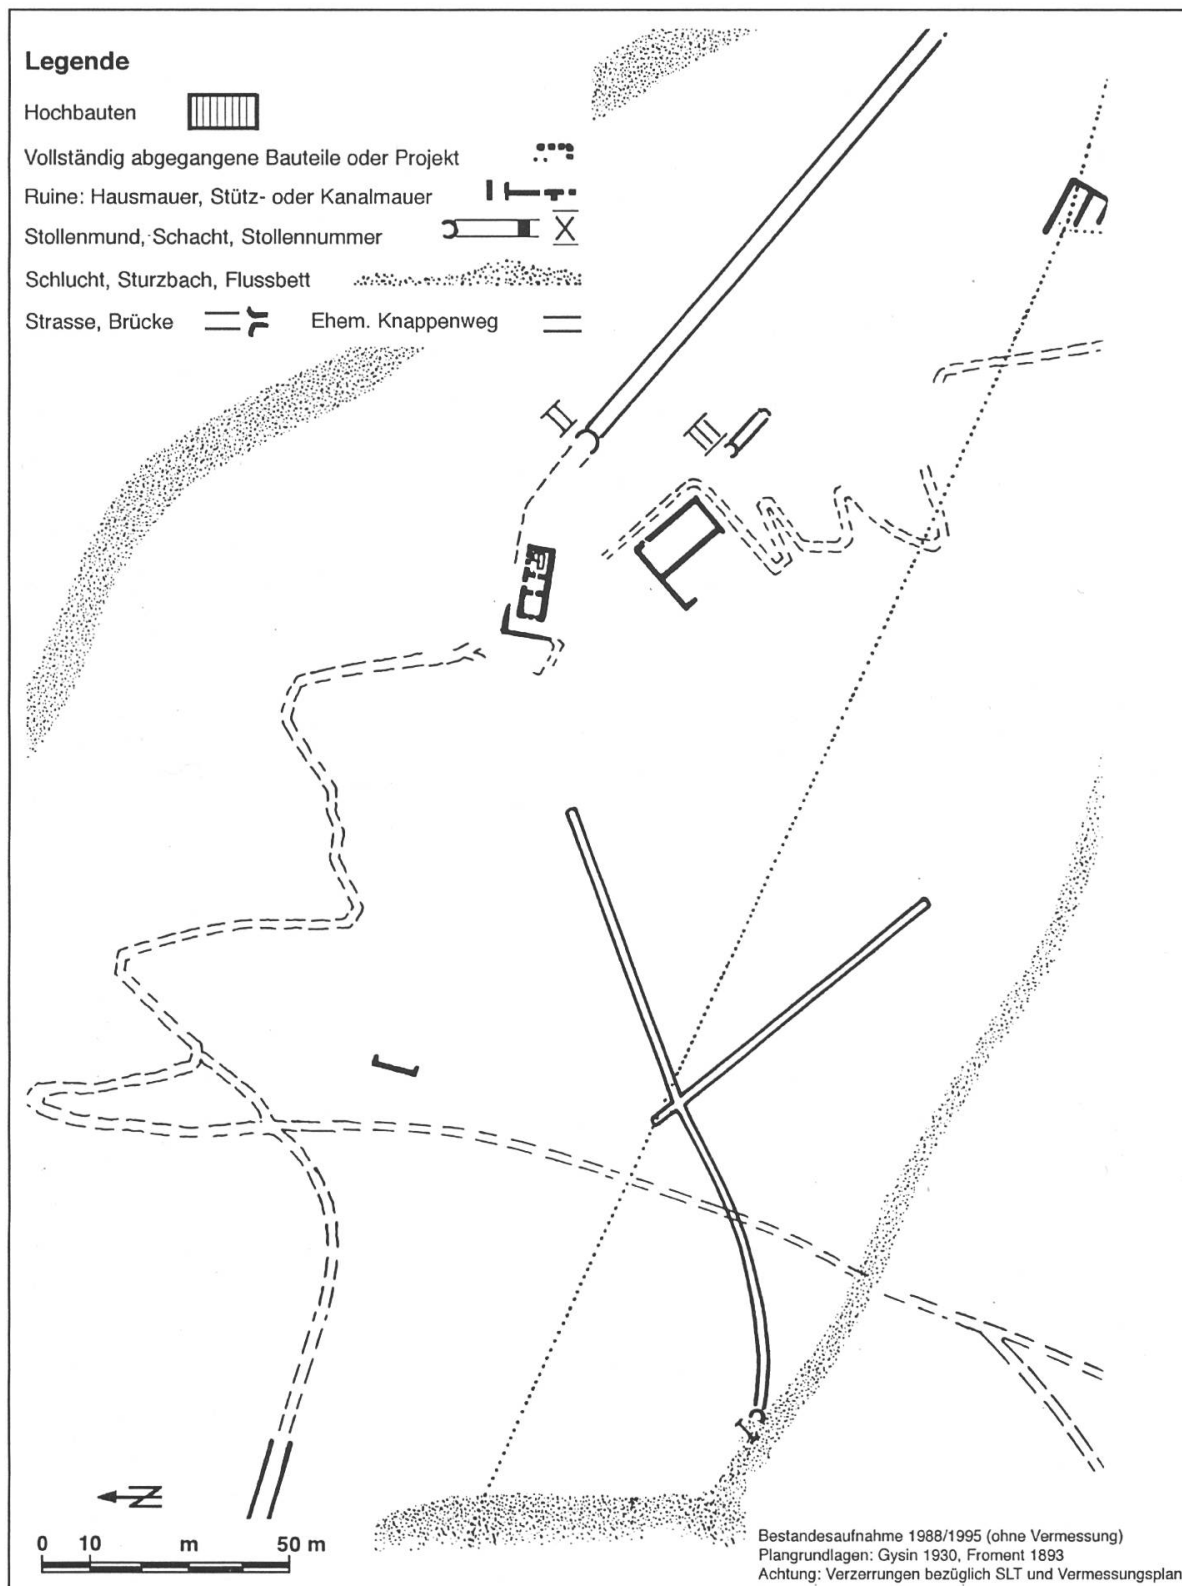 Legende
Hochbauten
Vollständig abgegangene Bauteile oder Projekt
Ruine: Hausmauer, Stütz- oder Kanalmauer
Stollenmund, Schacht, Stollennummer
X
Schlucht, Sturzbach, Flussbett
Strasse, Brücke Ehem. Knappenweg
II
III
I
N
0 10 m 50 m
Bestandesaufnahme 1988/1995 (ohne Vermessung)
Plangrundlagen: Gysin 1930, Froment 1893
Achtung: Verzerrungen bezüglich SLT und Vermessungsplan